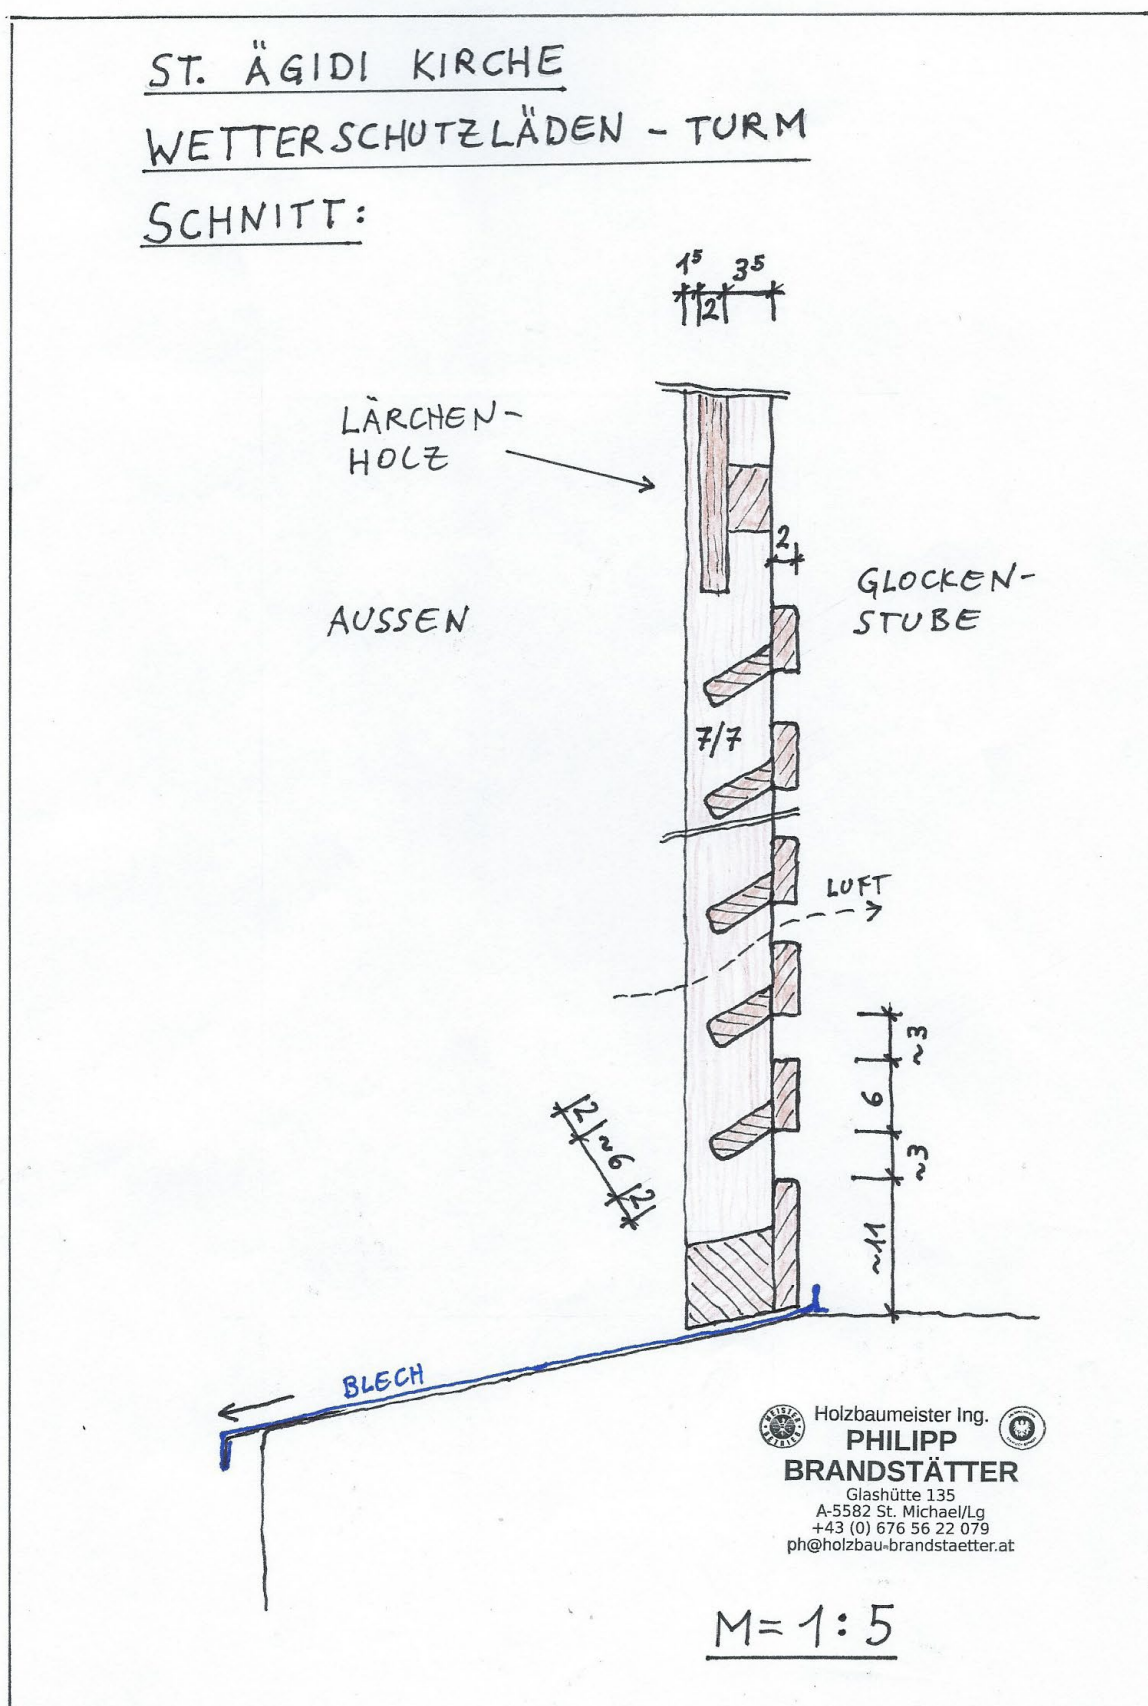 ST. ÄGIDI KIRCHE
WETTERSCHUTZLÄDEN - TURM
SCHNITT:
1⁵ 2 3⁵
LÄRCHEN-
HOLZ
2
AUSSEN
GLOCKEN-
STUBE
7/7
LUFT
~3
6
~3
~11
2 ~6 2
BLECH
MEISTER
BETRIEB
Holzbaumeister Ing.
PHILIPP
BRANDSTÄTTER
Glashütte 135
A-5582 St. Michael/Lg
+43 (0) 676 56 22 079
ph@holzbau-brandstaetter.at
M = 1:5